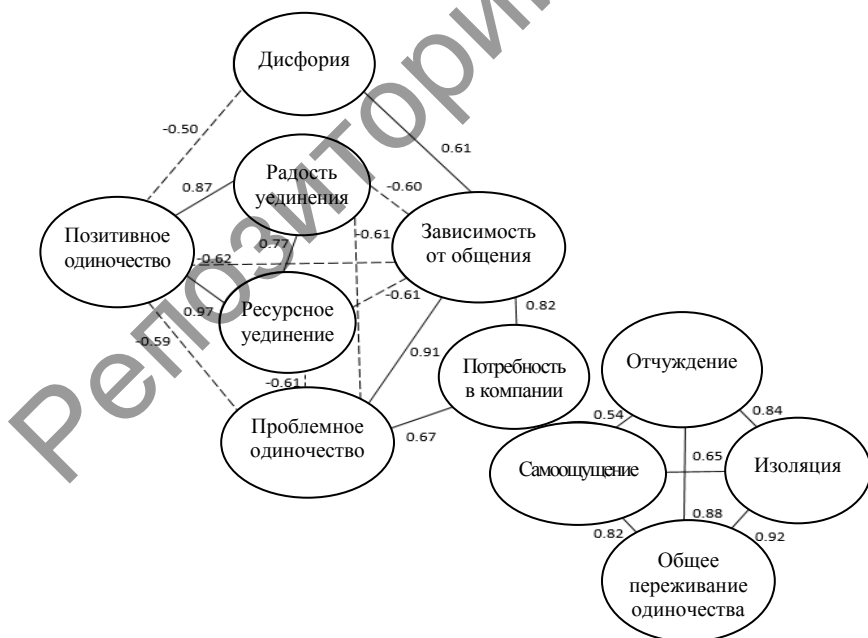 Репозиторий
Дисфория
-0.50
0.61
Радость
уединения
0.87
-0.60
Позитивное
одиночество
0.77
-0.61
Зависимость
от общения
-0.62
0.97
Ресурсное
уединение
-0.61
0.82
-0.59
-0.61
0.91
Потребность
в компании
Отчуждение
Проблемное
одиночество
0.67
0.54
0.84
Самоощущение
0.65
Изоляция
0.82
0.88
0.92
Общее
переживание
одиночества